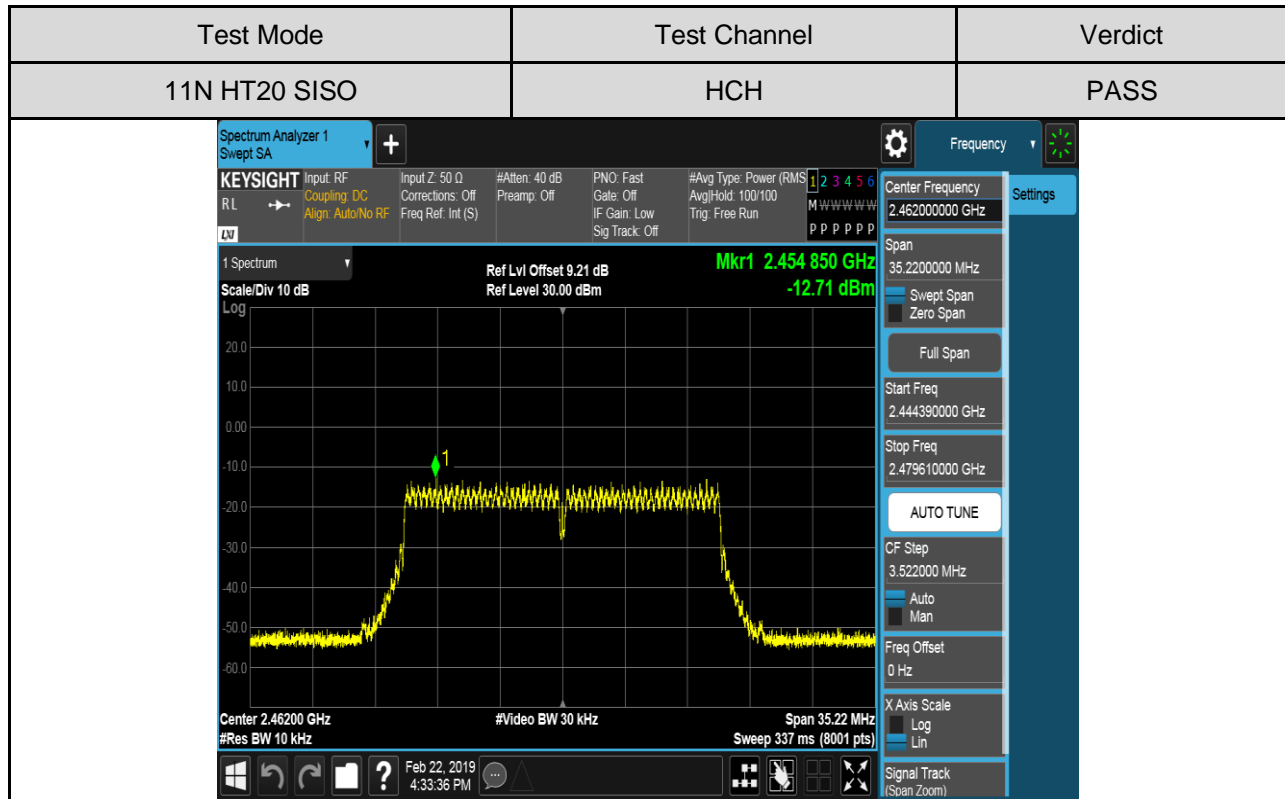 Test Mode Test Channel Verdict
11N HT20 SISO HCH PASS
Spectrum Analyzer 1
Swept SA
+
Frequency
KEYSIGHT
RL
LXI
Input: RF
Coupling: DC
Align: Auto/No RF
Input Z: 50 Ω
Corrections: Off
Freq Ref: Int (S)
#Atten: 40 dB
Preamp: Off
PNO: Fast
Gate: Off
IF Gain: Low
Sig Track: Off
#Avg Type: Power (RMS
Avg|Hold: 100/100
Trig: Free Run
1 2 3 4 5 6
M W W W W W
P P P P P P
1 Spectrum
Scale/Div 10 dB
Ref Lvl Offset 9.21 dB
Ref Level 30.00 dBm
Mkr1 2.454 850 GHz
-12.71 dBm
Log
20.0
10.0
0.00
-10.0
-20.0
-30.0
-40.0
-50.0
-60.0
1
Center 2.46200 GHz
#Res BW 10 kHz
#Video BW 30 kHz
Span 35.22 MHz
Sweep 337 ms (8001 pts)
?
Feb 22, 2019
4:33:36 PM
Center Frequency
2.462000000 GHz
Settings
Span
35.2200000 MHz
Swept Span
Zero Span
Full Span
Start Freq
2.444390000 GHz
Stop Freq
2.479610000 GHz
AUTO TUNE
CF Step
3.522000 MHz
Auto
Man
Freq Offset
0 Hz
X Axis Scale
Log
Lin
Signal Track
(Span Zoom)